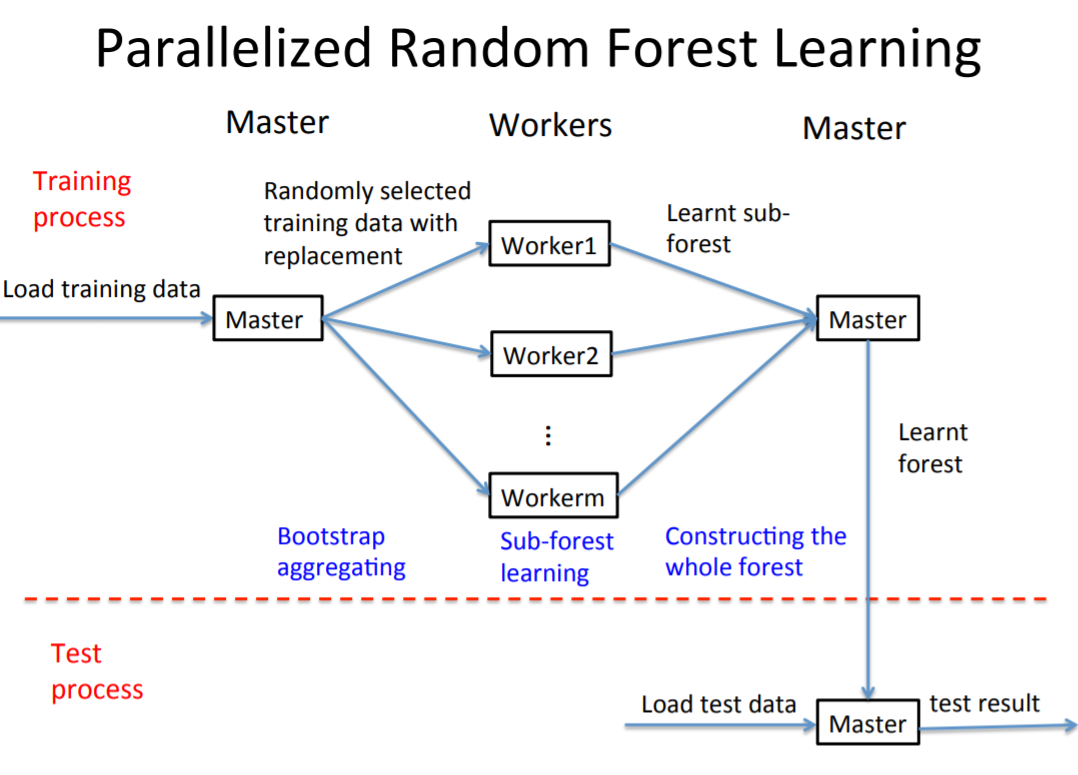 Parallelized Random Forest Learning
Master
Workers
Master
Training
process
Randomly selected
training data with
replacement
Learnt sub-
forest
Load training data
Master
Worker1
Worker2
⋮
Workerm
Master
Learnt
forest
Bootstrap
aggregating
Sub-forest
learning
Constructing the
whole forest
Test
process
Load test data
Master
test result